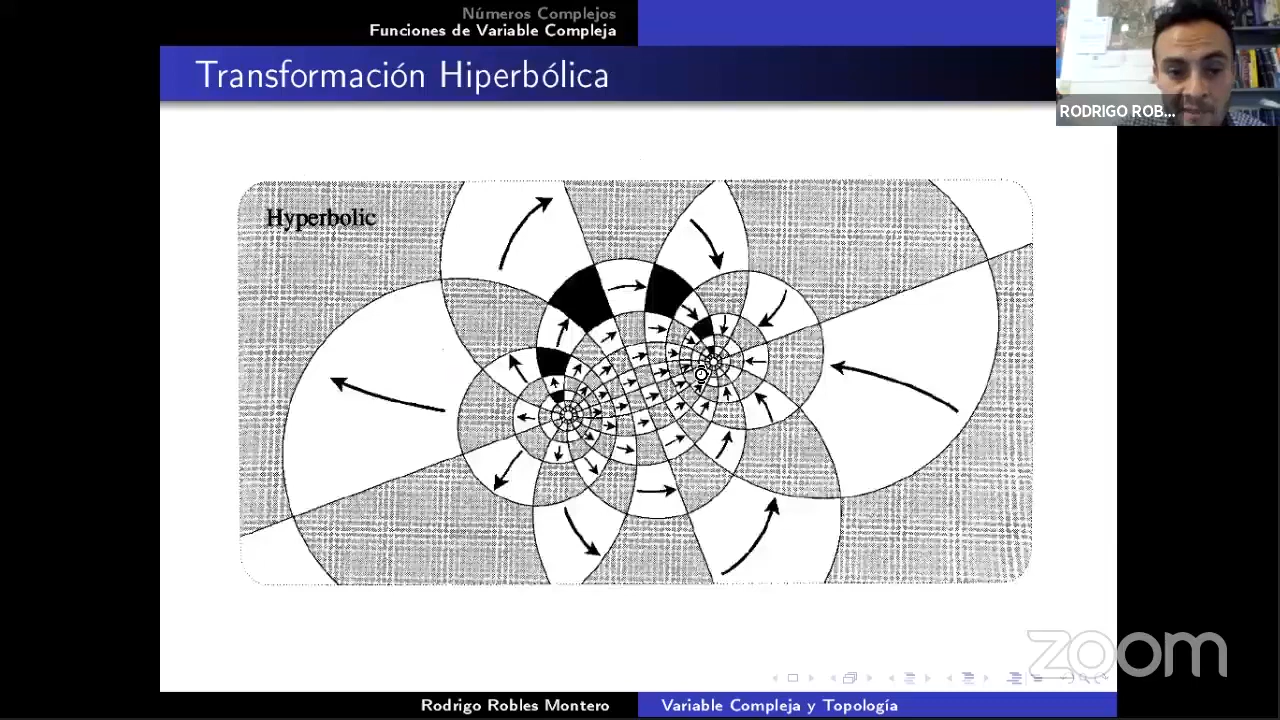 Números Complejos
Funciones de Variable Compleja
Transformación Hiperbólica
RODRIGO ROB...
Hyperbolic
zoom
Rodrigo Robles Montero
Variable Compleja y Topología